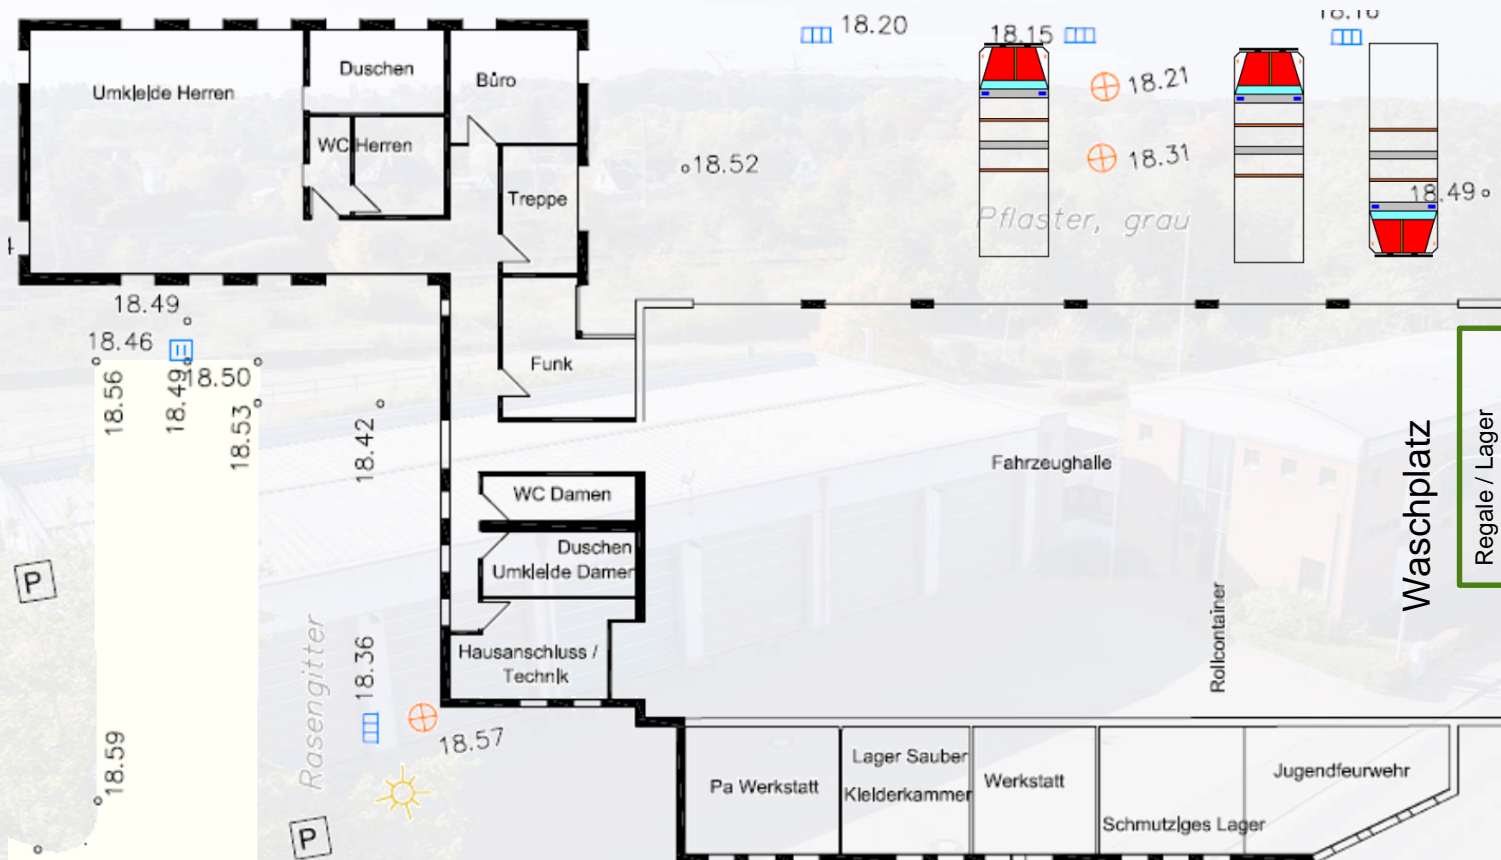 18.20
18.15
Duschen
Büro
Umkleide Herren
18.21
WC Herren
18.31
18.52
18.49
Treppe
Pflaster, grau
18.49
18.46
Funk
18.50
18.56
18.49
18.53
18.42
Waschplatz
Regale / Lager
Fahrzeughalle
WC Damen
Duschen
Umkleide Damen
P
Rollcontainer
Hausanschluss /
Technik
Rasengitter
18.36
18.57
18.59
Lager Sauber
Kleiderkammer
Pa Werkstatt
Werkstatt
Jugendfeurwehr
Schmutziges Lager
P